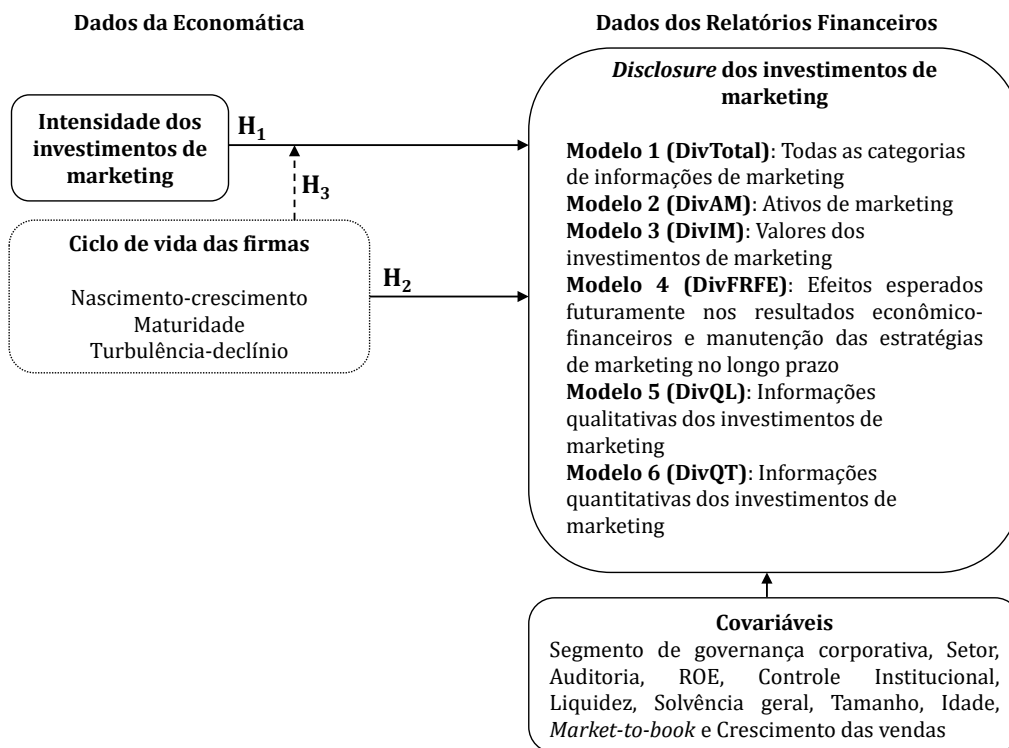 Dados da Economática
Dados dos Relatórios Financeiros
Intensidade dos
investimentos de
marketing
H1
H3
Ciclo de vida das firmas
Nascimento-crescimento
Maturidade
Turbulência-declínio
H2
Disclosure dos investimentos de
marketing
Modelo 1 (DivTotal): Todas as categorias
de informações de marketing
Modelo 2 (DivAM): Ativos de marketing
Modelo 3 (DivIM): Valores dos
investimentos de marketing
Modelo 4 (DivFRFE): Efeitos esperados
futuramente nos resultados econômico-
financeiros e manutenção das estratégias
de marketing no longo prazo
Modelo 5 (DivQL): Informações
qualitativas dos investimentos de
marketing
Modelo 6 (DivQT): Informações
quantitativas dos investimentos de
marketing
Covariáveis
Segmento de governança corporativa, Setor,
Auditoria, ROE, Controle Institucional,
Liquidez, Solvência geral, Tamanho, Idade,
Market-to-book e Crescimento das vendas